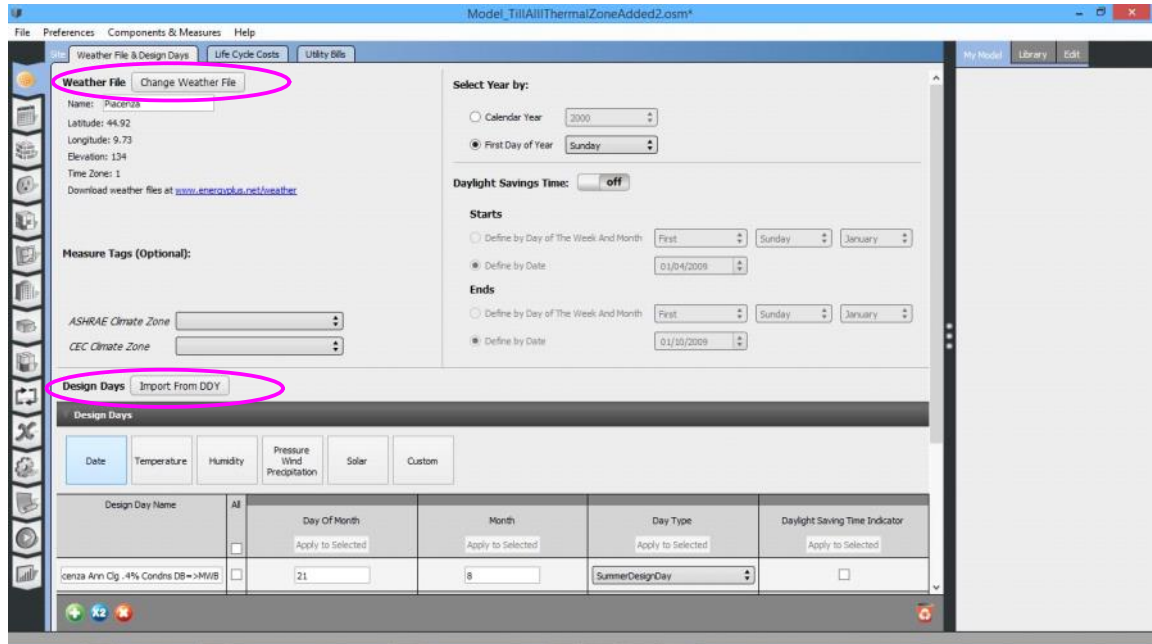 Model_TillAlllThermalZoneAdded2.osm*
File Preferences Components & Measures Help
Site Weather File & Design Days Life Cycle Costs Utility Bills My Model Library Edit
Weather File Change Weather File
Name: Piacenza
Latitude: 44.92
Longitude: 9.73
Elevation: 134
Time Zone: 1
Download weather files at www.energyplus.net/weather
Measure Tags (Optional):
ASHRAE Climate Zone
CEC Climate Zone
Select Year by:
Calendar Year 2000
First Day of Year Sunday
Daylight Savings Time: off
Starts
Define by Day of The Week And Month First Sunday January
Define by Date 01/04/2009
Ends
Define by Day of The Week And Month First Sunday January
Define by Date 01/10/2009
Design Days Import From DDY
Design Days
Date Temperature Humidity Pressure Wind Precipitation Solar Custom
Design Day Name All Day Of Month Month Day Type Daylight Saving Time Indicator
Apply to Selected Apply to Selected Apply to Selected Apply to Selected
cenza Ann Clg .4% Condns DB=>MWB 21 8 SummerDesignDay
X2